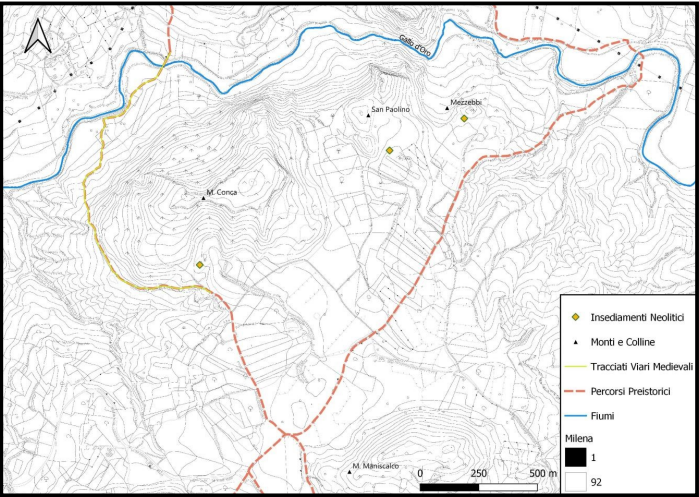 Gallo d'Oro
San Paolino
Mezzebbi
M. Conca
M. Maniscalco
0 250 500 m
Insediamenti Neolitici
Monti e Colline
Tracciati Viari Medievali
Percorsi Preistorici
Fiumi
Milena
1
92